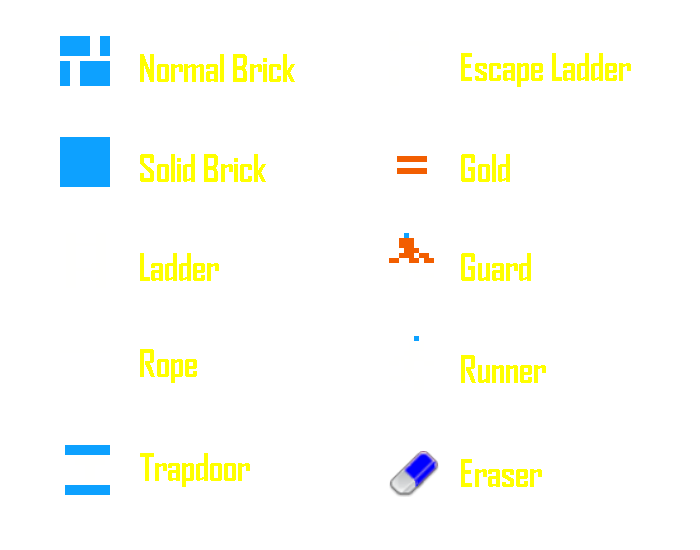 Normal Brick
Escape Ladder
Solid Brick
Gold
Ladder
Guard
Rope
Runner
Trapdoor
Eraser